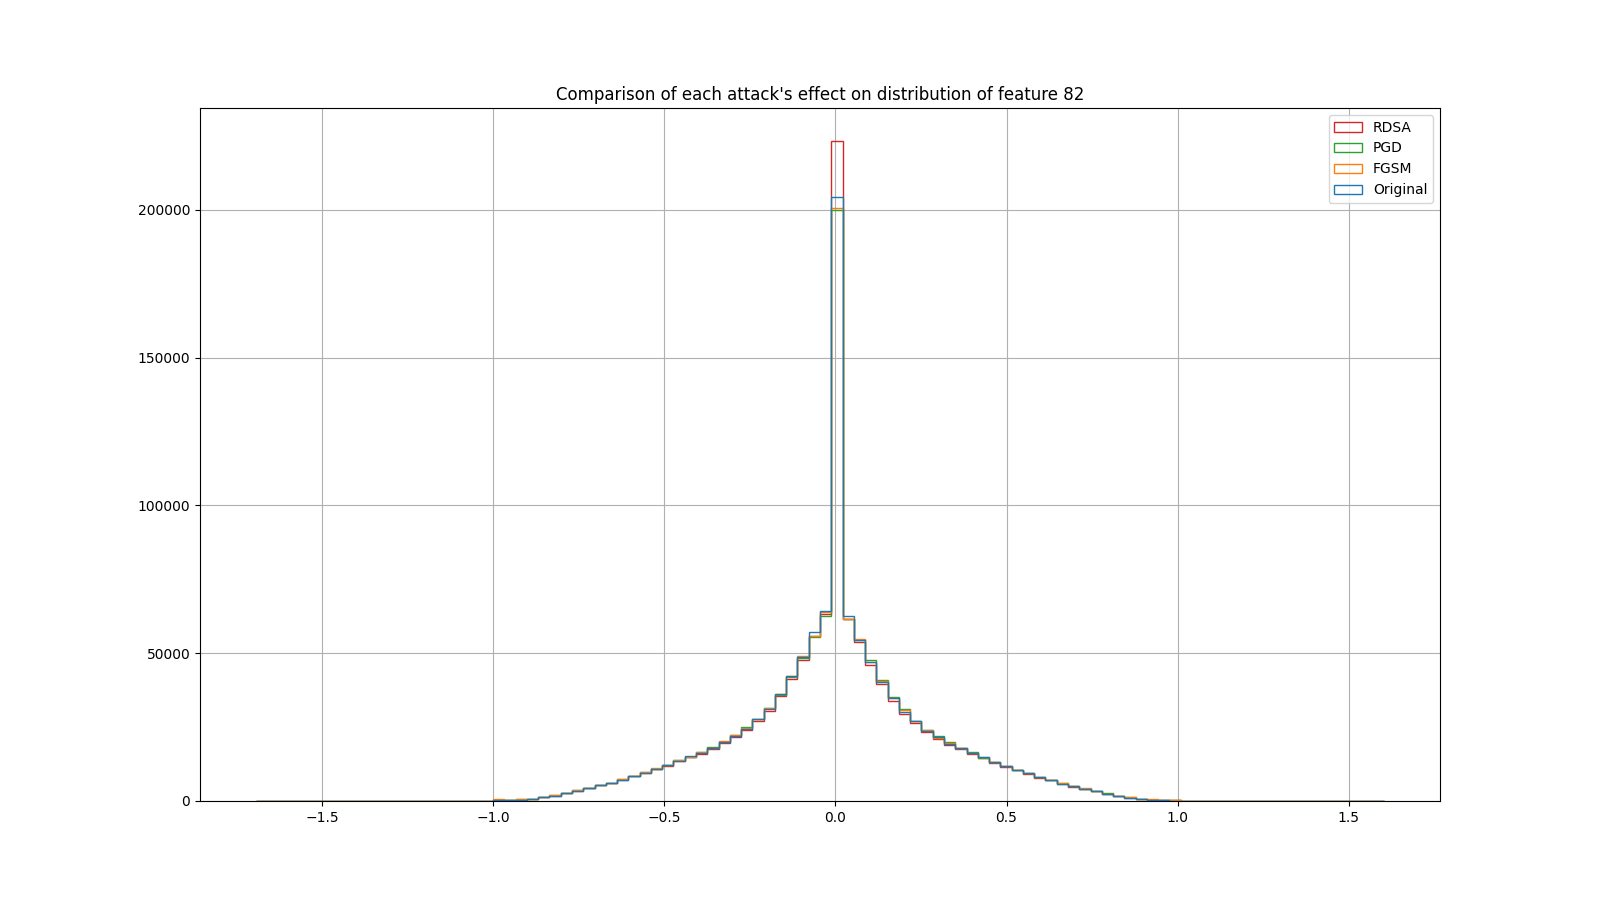 Comparison of each attack's effect on distribution of feature 82
RDSA
PGD
FGSM
Original
200000
150000
100000
50000
0
−1.5
−1.0
−0.5
0.0
0.5
1.0
1.5